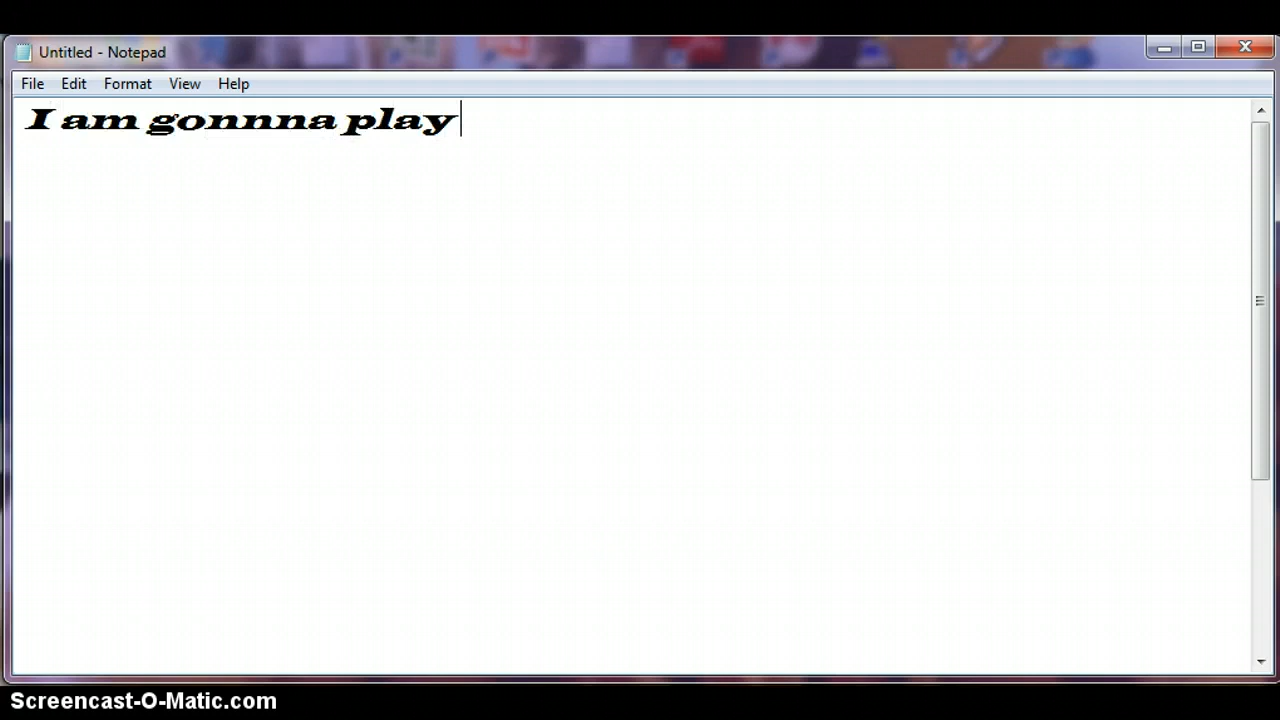 Untitled - Notepad
File Edit Format View Help
I am gonnna play
Screencast-O-Matic.com